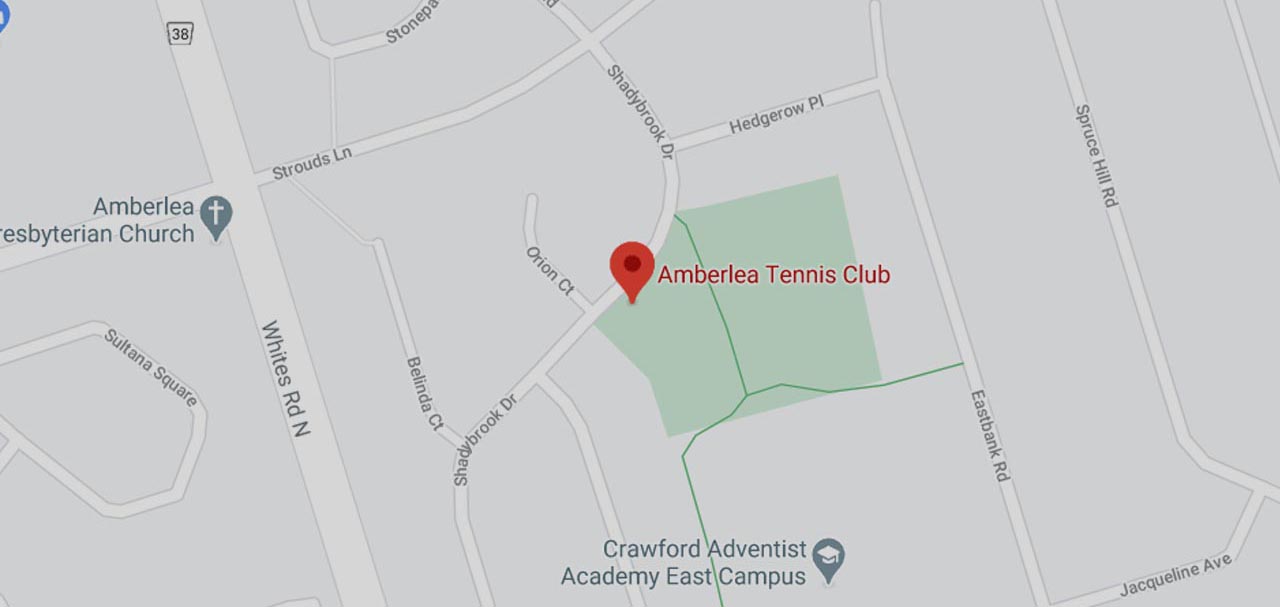 38
Stonepa
Shadybrook Dr
Hedgerow Pl
Spruce Hill Rd
Strouds Ln
Amberlea
resbyterian Church
Orion Ct
Amberlea Tennis Club
Whites Rd N
Sultana Square
Belinda Ct
Shadybrook Dr
Eastbank Rd
Crawford Adventist
Academy East Campus
Jacqueline Ave